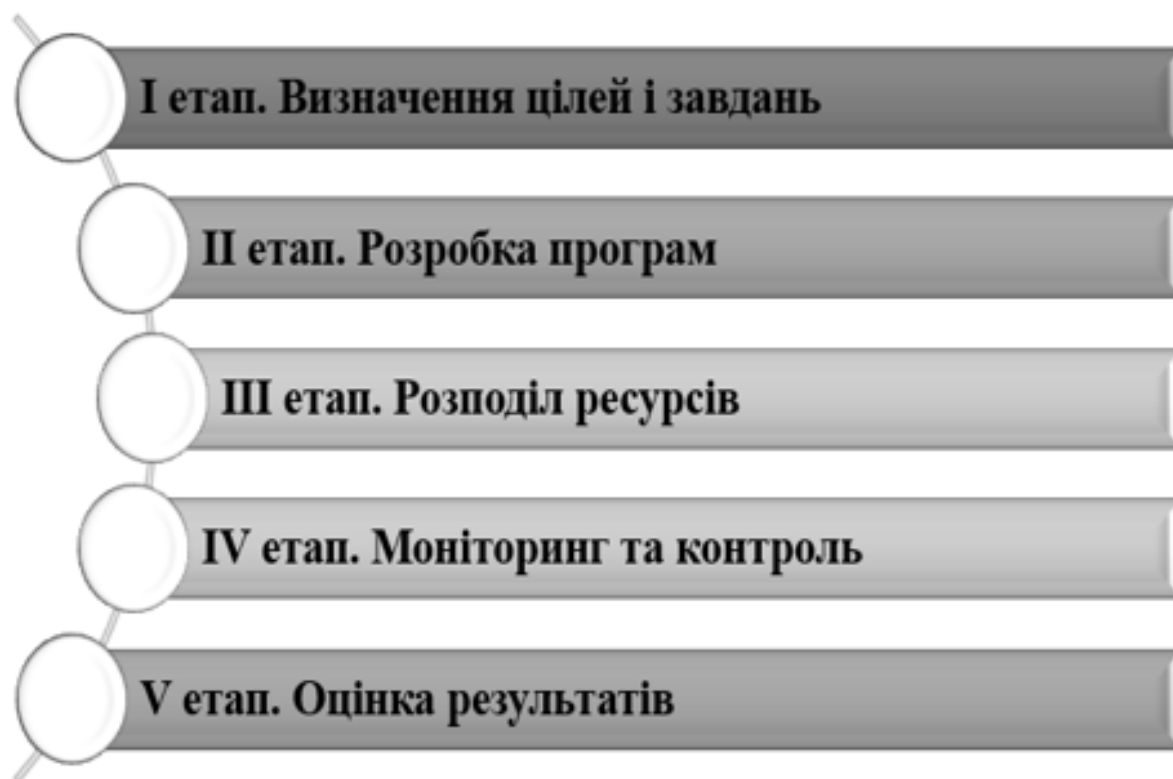 I етап. Визначення цілей і завдань
II етап. Розробка програм
III етап. Розподіл ресурсів
IV етап. Моніторинг та контроль
V етап. Оцінка результатів